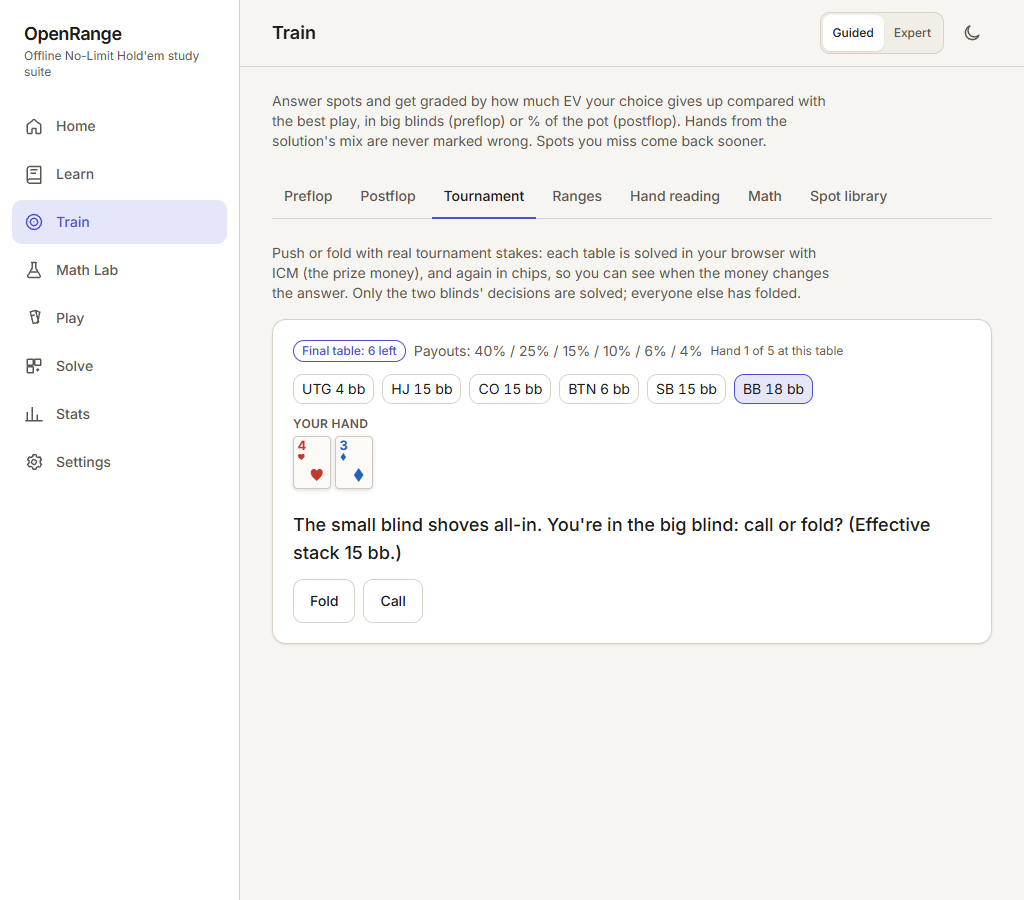 OpenRange
Offline No-Limit Hold'em study
suite
Home
Learn
Train
Math Lab
Play
Solve
Stats
Settings
Train
Guided
Expert
Answer spots and get graded by how much EV your choice gives up compared with
the best play, in big blinds (preflop) or % of the pot (postflop). Hands from the
solution's mix are never marked wrong. Spots you miss come back sooner.
Preflop
Postflop
Tournament
Ranges
Hand reading
Math
Spot library
Push or fold with real tournament stakes: each table is solved in your browser with
ICM (the prize money), and again in chips, so you can see when the money changes
the answer. Only the two blinds' decisions are solved; everyone else has folded.
Final table: 6 left
Payouts: 40% / 25% / 15% / 10% / 6% / 4%
Hand 1 of 5 at this table
UTG 4 bb
HJ 15 bb
CO 15 bb
BTN 6 bb
SB 15 bb
BB 18 bb
YOUR HAND
4
3
The small blind shoves all-in. You're in the big blind: call or fold? (Effective
stack 15 bb.)
Fold
Call